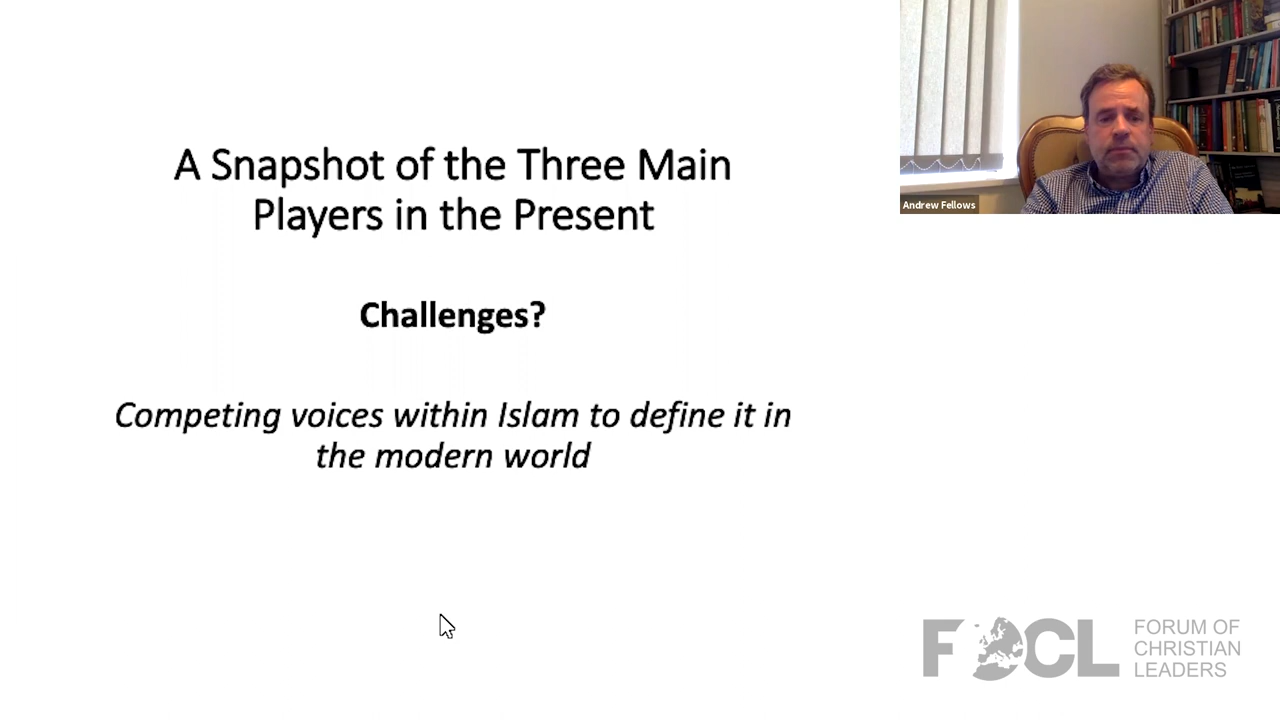 A Snapshot of the Three Main
Players in the Present
Challenges?
Competing voices within Islam to define it in
the modern world
Andrew Fellows
FOCL
FORUM OF
CHRISTIAN
LEADERS